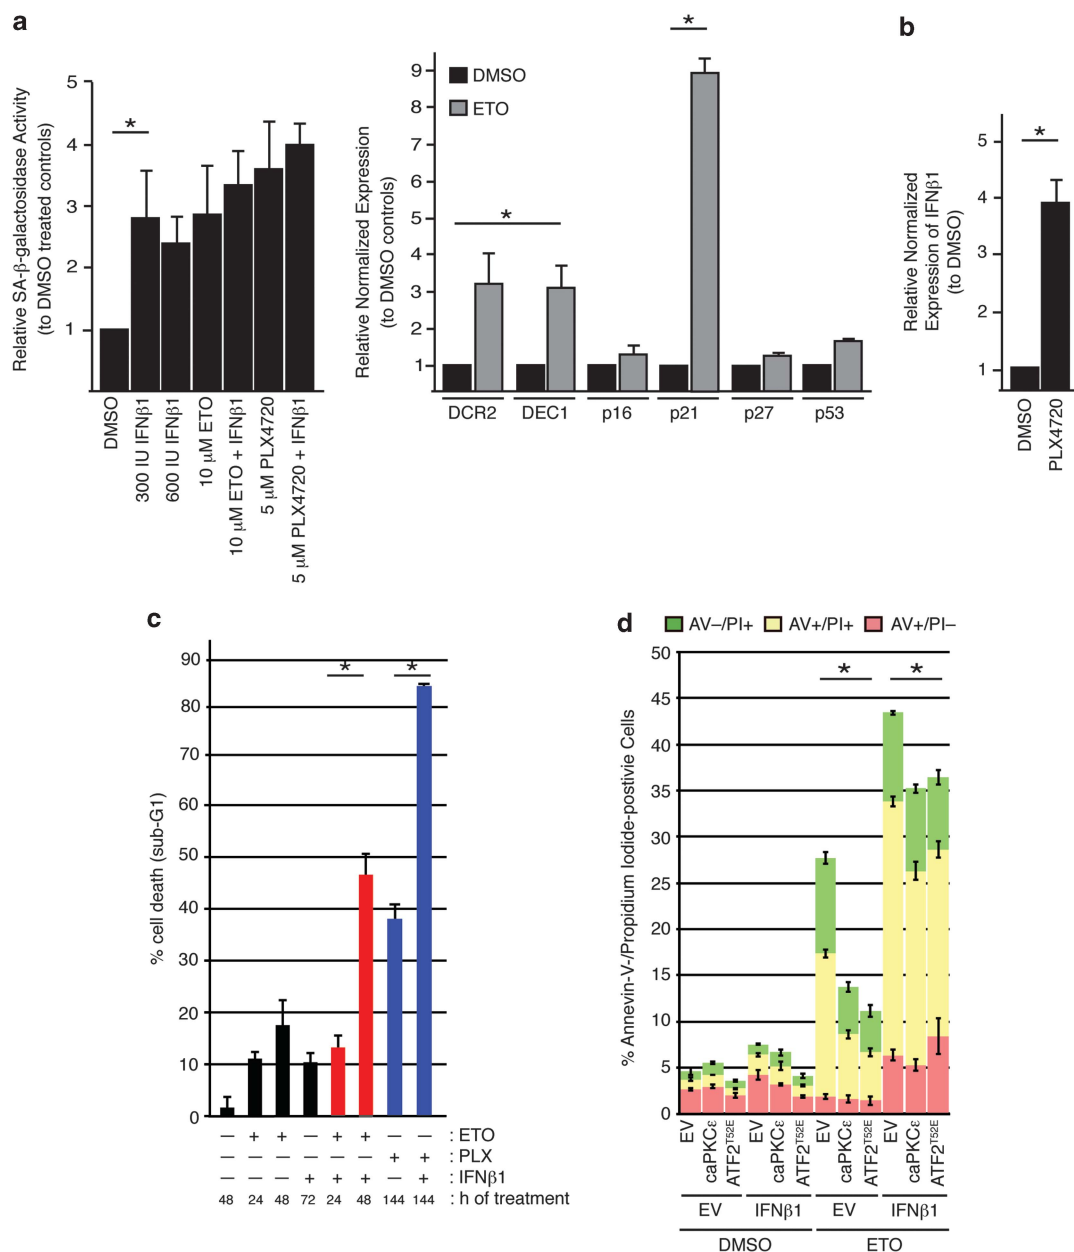 a
Relative SA-β-galactosidase Activity
(to DMSO treated controls)
5
4
3
2
1
*
DMSO
300 IU IFNβ1
600 IU IFNβ1
10 μM ETO
10 μM ETO + IFNβ1
5 μM PLX4720
5 μM PLX4720 + IFNβ1
Relative Normalized Expression
(to DMSO controls)
9
8
7
6
5
4
3
2
1
DMSO
ETO
*
*
DCR2 DEC1 p16 p21 p27 p53
b
Relative Normalized
Expression of IFNβ1
(to DMSO)
5
4
3
2
1
*
DMSO
PLX4720
c
% cell death (sub-G1)
90
80
70
60
50
40
30
20
10
0
* *
— + + — + + — — : ETO
— — — — — — + + : PLX
— — — + + + — + : IFNβ1
48 24 48 72 24 48 144 144 : h of treatment
d
AV−/PI+ AV+/PI+ AV+/PI−
% Annevin-V-/Propidium Iodide-postivie Cells
50
45
40
35
30
25
20
15
10
5
0
* *
EV
caPKCε
ATF2T52E
EV
caPKCε
ATF2T52E
EV
caPKCε
ATF2T52E
EV
caPKCε
ATF2T52E
EV IFNβ1 EV IFNβ1
DMSO ETO